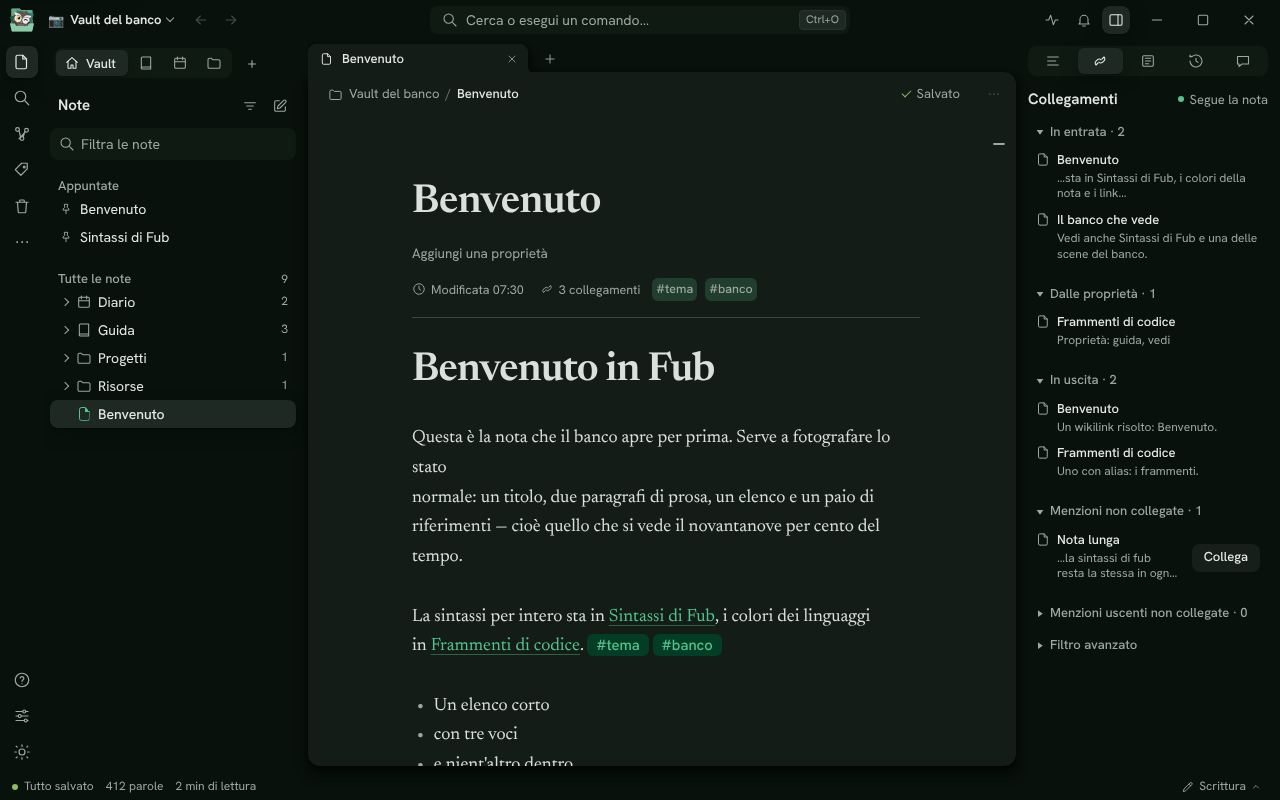 Vault del banco
Cerca o esegui un comando…
Ctrl+O
Vault
Note
Filtra le note
Appuntate
Benvenuto
Sintassi di Fub
Tutte le note 9
Diario 2
Guida 3
Progetti 1
Risorse 1
Benvenuto
Benvenuto
Vault del banco / Benvenuto
Salvato
Benvenuto
Aggiungi una proprietà
Modificata 07:30 3 collegamenti #tema #banco
Benvenuto in Fub
Questa è la nota che il banco apre per prima. Serve a fotografare lo
stato
normale: un titolo, due paragrafi di prosa, un elenco e un paio di
riferimenti — cioè quello che si vede il novantanove per cento del
tempo.
La sintassi per intero sta in Sintassi di Fub, i colori dei linguaggi
in Frammenti di codice. #tema #banco
• Un elenco corto
• con tre voci
• e nient'altro dentro
Collegamenti
Segue la nota
In entrata · 2
Benvenuto
…sta in Sintassi di Fub, i colori della
nota e i link…
Il banco che vede
Vedi anche Sintassi di Fub e una delle
scene del banco.
Dalle proprietà · 1
Frammenti di codice
Proprietà: guida, vedi
In uscita · 2
Benvenuto
Un wikilink risolto: Benvenuto.
Frammenti di codice
Uno con alias: i frammenti.
Menzioni non collegate · 1
Nota lunga
…la sintassi di fub
resta la stessa in ogn…
Collega
Menzioni uscenti non collegate · 0
Filtro avanzato
Tutto salvato 412 parole 2 min di lettura
Scrittura